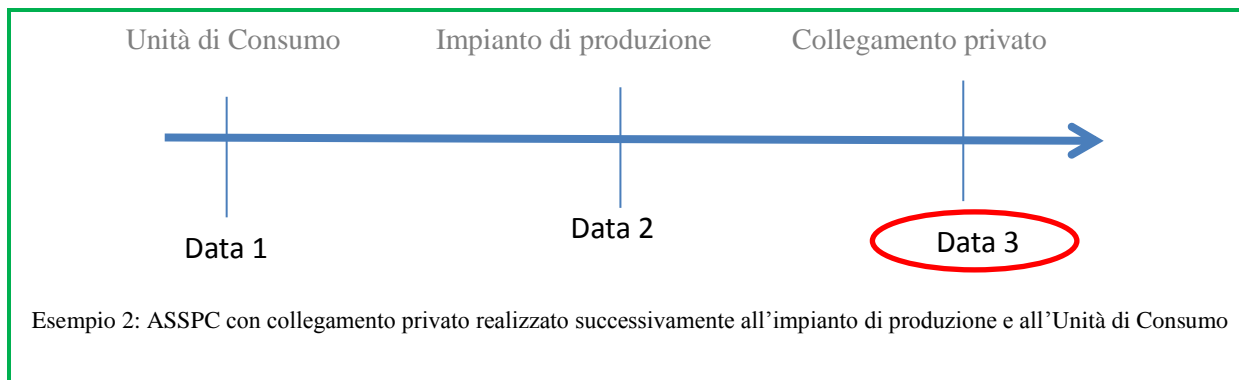 Unità di Consumo Impianto di produzione Collegamento privato
Data 1 Data 2 Data 3
Esempio 2: ASSPC con collegamento privato realizzato successivamente all’impianto di produzione e all’Unità di Consumo